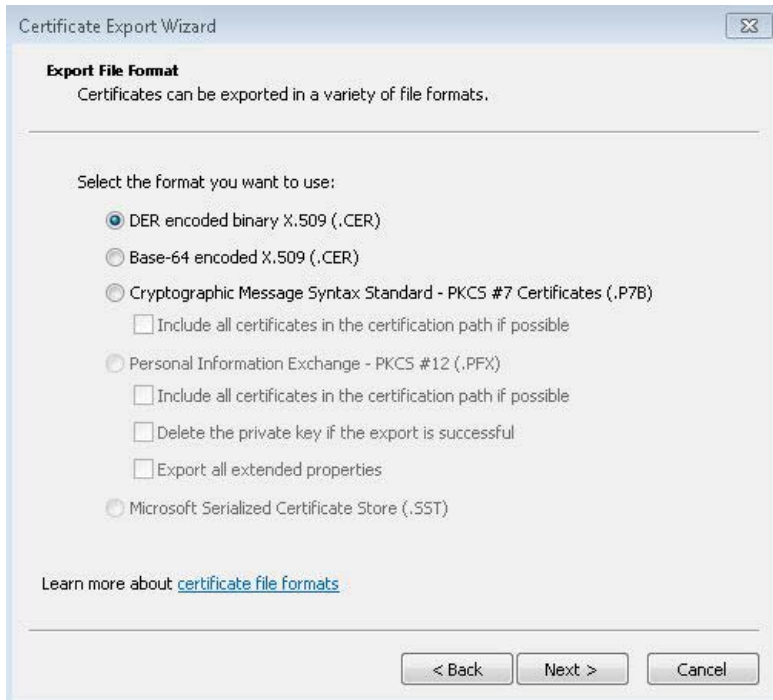 Certificate Export Wizard
Export File Format
Certificates can be exported in a variety of file formats.
Select the format you want to use:
DER encoded binary X.509 (.CER)
Base-64 encoded X.509 (.CER)
Cryptographic Message Syntax Standard - PKCS #7 Certificates (.P7B)
Include all certificates in the certification path if possible
Personal Information Exchange - PKCS #12 (.PFX)
Include all certificates in the certification path if possible
Delete the private key if the export is successful
Export all extended properties
Microsoft Serialized Certificate Store (.SST)
Learn more about certificate file formats
< Back Next > Cancel